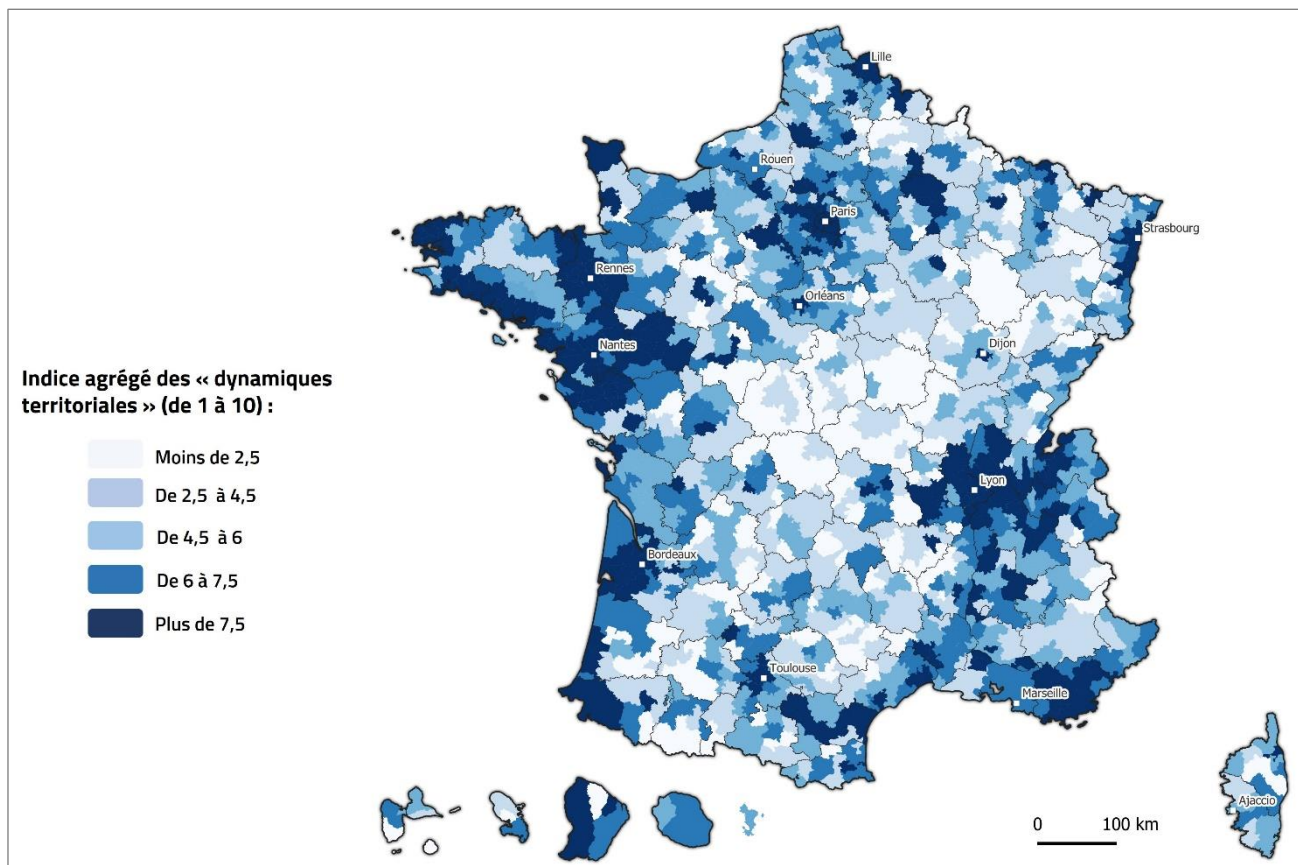 Lille
Rouen
Paris
Strasbourg
Rennes
Orléans
Nantes
Dijon
Indice agrégé des « dynamiques
territoriales » (de 1 à 10) :
Moins de 2,5
De 2,5 à 4,5
De 4,5 à 6
De 6 à 7,5
Plus de 7,5
Lyon
Bordeaux
Toulouse
Marseille
Ajaccio
0 100 km